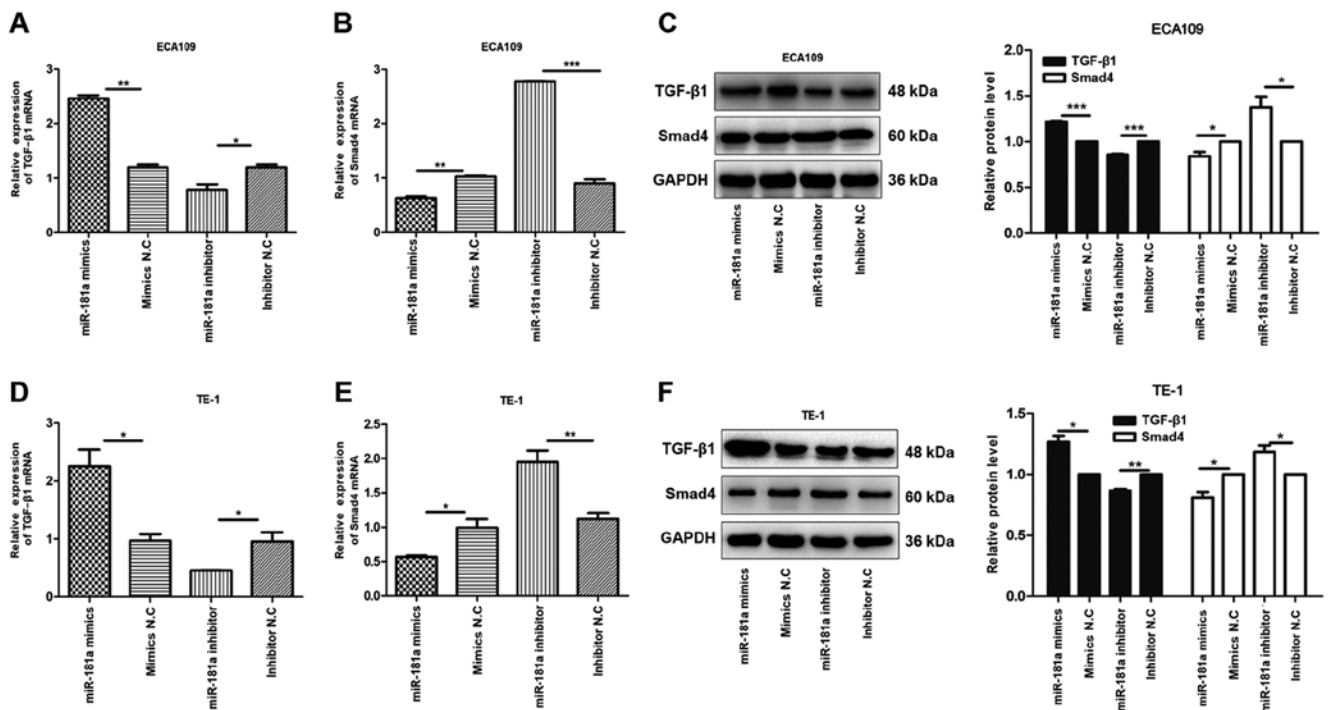 A
ECA109
Relative expression
of TGF-β1 mRNA
3
2
1
0
**
*
miR-181a mimics
Mimics N.C
miR-181a inhibitor
Inhibitor N.C
B
ECA109
Relative expression
of Smad4 mRNA
3
2
1
0
**
***
miR-181a mimics
Mimics N.C
miR-181a inhibitor
Inhibitor N.C
C
ECA109
TGF-β1 48 kDa
Smad4 60 kDa
GAPDH 36 kDa
miR-181a mimics
Mimics N.C
miR-181a inhibitor
Inhibitor N.C
ECA109
Relative protein level
2.0
1.5
1.0
0.5
0.0
TGF-β1
Smad4
***
***
*
*
miR-181a mimics
Mimics N.C
miR-181a inhibitor
Inhibitor N.C
miR-181a mimics
Mimics N.C
miR-181a inhibitor
Inhibitor N.C
D
TE-1
Relative expression
of TGF-β1 mRNA
3
2
1
0
*
*
miR-181a mimics
Mimics N.C
miR-181a inhibitor
Inhibitor N.C
E
TE-1
Relative expression
of Smad4 mRNA
2.5
2.0
1.5
1.0
0.5
0.0
*
**
miR-181a mimics
Mimics N.C
miR-181a inhibitor
Inhibitor N.C
F
TE-1
TGF-β1 48 kDa
Smad4 60 kDa
GAPDH 36 kDa
miR-181a mimics
Mimics N.C
miR-181a inhibitor
Inhibitor N.C
TE-1
Relative protein level
1.5
1.0
0.5
0.0
TGF-β1
Smad4
*
**
*
*
miR-181a mimics
Mimics N.C
miR-181a inhibitor
Inhibitor N.C
miR-181a mimics
Mimics N.C
miR-181a inhibitor
Inhibitor N.C